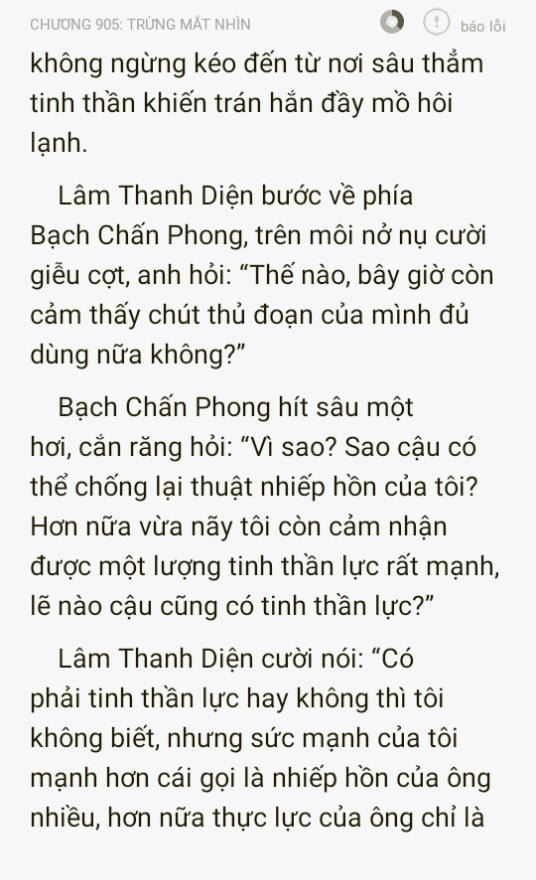 CHƯƠNG 905: TRỪNG MẮT NHÌN
báo lỗi
không ngừng kéo đến từ nơi sâu thẳm
tinh thần khiến trán hắn đầy mồ hôi
lạnh.
Lâm Thanh Diện bước về phía
Bạch Chấn Phong, trên môi nở nụ cười
giễu cợt, anh hỏi: “Thế nào, bây giờ còn
cảm thấy chút thủ đoạn của mình đủ
dùng nữa không?”
Bạch Chấn Phong hít sâu một
hơi, cắn răng hỏi: “Vì sao? Sao cậu có
thể chống lại thuật nhiếp hồn của tôi?
Hơn nữa vừa nãy tôi còn cảm nhận
được một lượng tinh thần lực rất mạnh,
lẽ nào cậu cũng có tinh thần lực?”
Lâm Thanh Diện cười nói: “Có
phải tinh thần lực hay không thì tôi
không biết, nhưng sức mạnh của tôi
mạnh hơn cái gọi là nhiếp hồn của ông
nhiều, hơn nữa thực lực của ông chỉ là